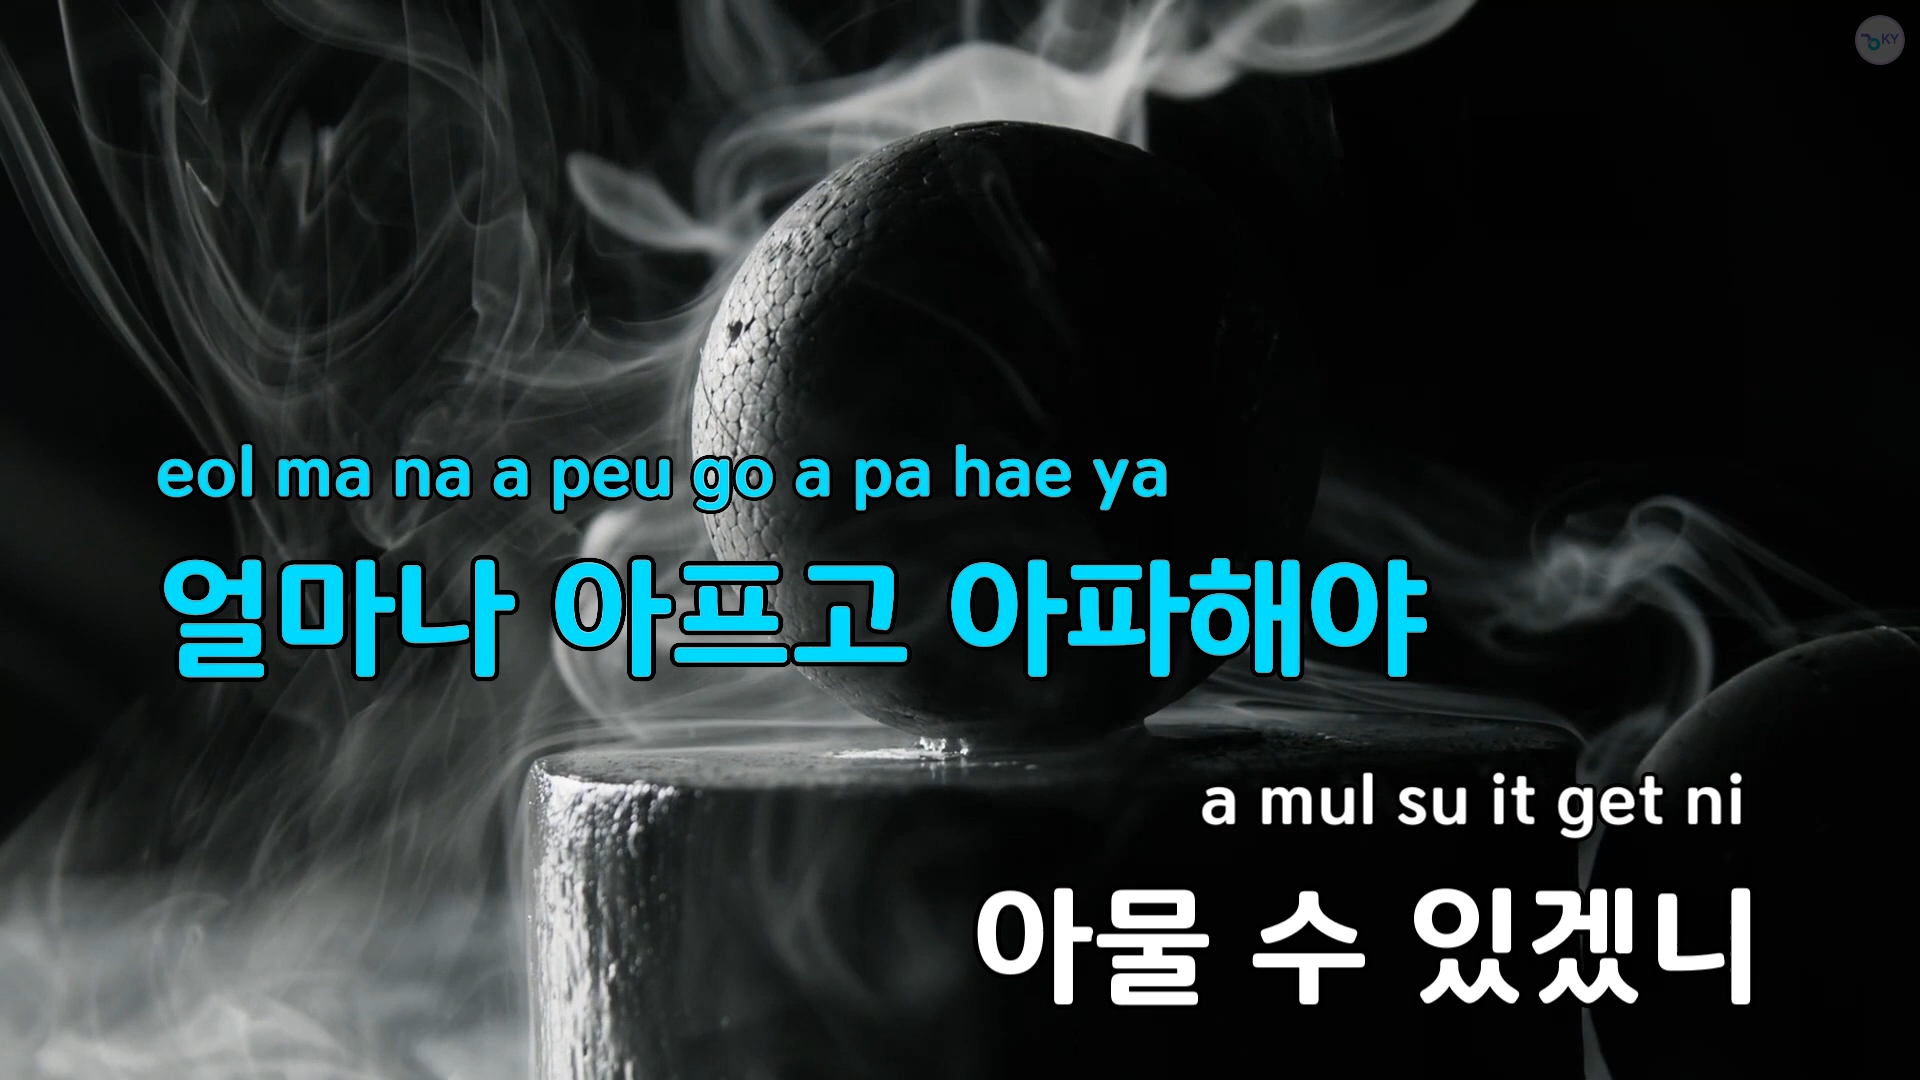 KY
eol ma na a peu go a pa hae ya
얼마나 아프고 아파해야
a mul su it get ni
아물 수 있겠니